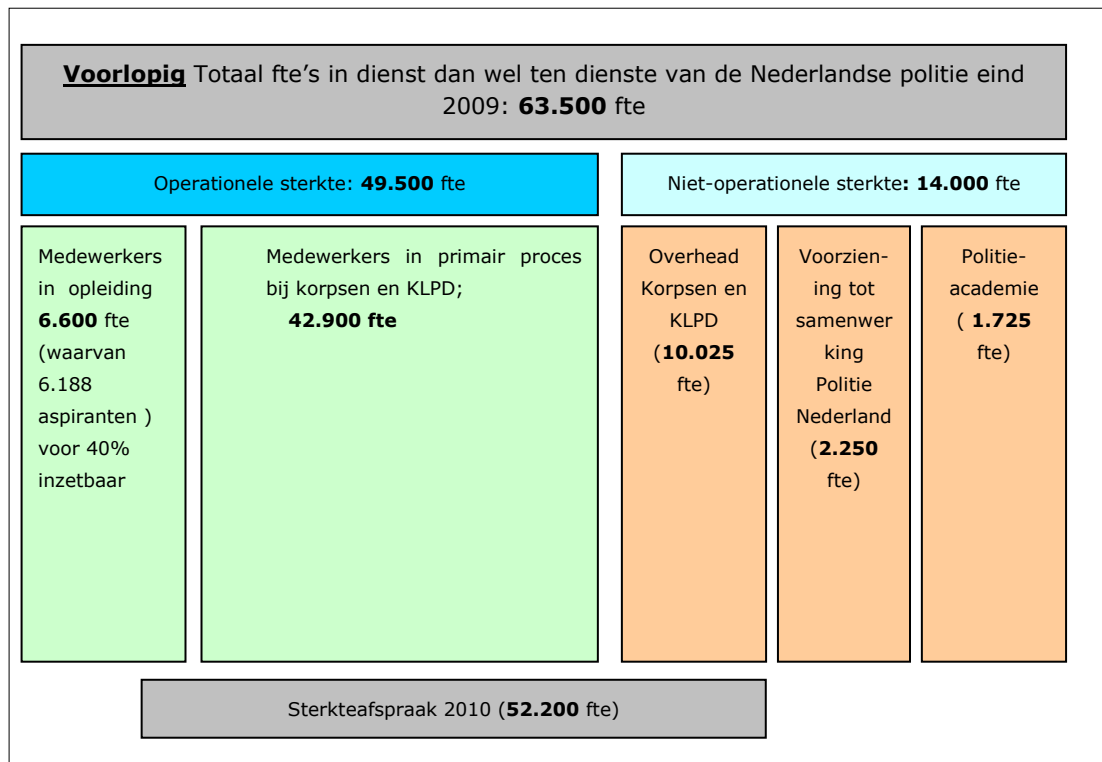 Voorlopig Totaal fte's in dienst dan wel ten dienste van de Nederlandse politie eind
2009: 63.500 fte
Operationele sterkte: 49.500 fte
Niet-operationele sterkte: 14.000 fte
Medewerkers
in opleiding
6.600 fte
(waarvan
6.188
aspiranten )
voor 40%
inzetbaar
Medewerkers in primair proces
bij korpsen en KLPD;
42.900 fte
Overhead
Korpsen en
KLPD
(10.025
fte)
Voorzien-
ing tot
samenwer
king
Politie
Nederland
(2.250
fte)
Politie-
academie
( 1.725
fte)
Sterkteafspraak 2010 (52.200 fte)